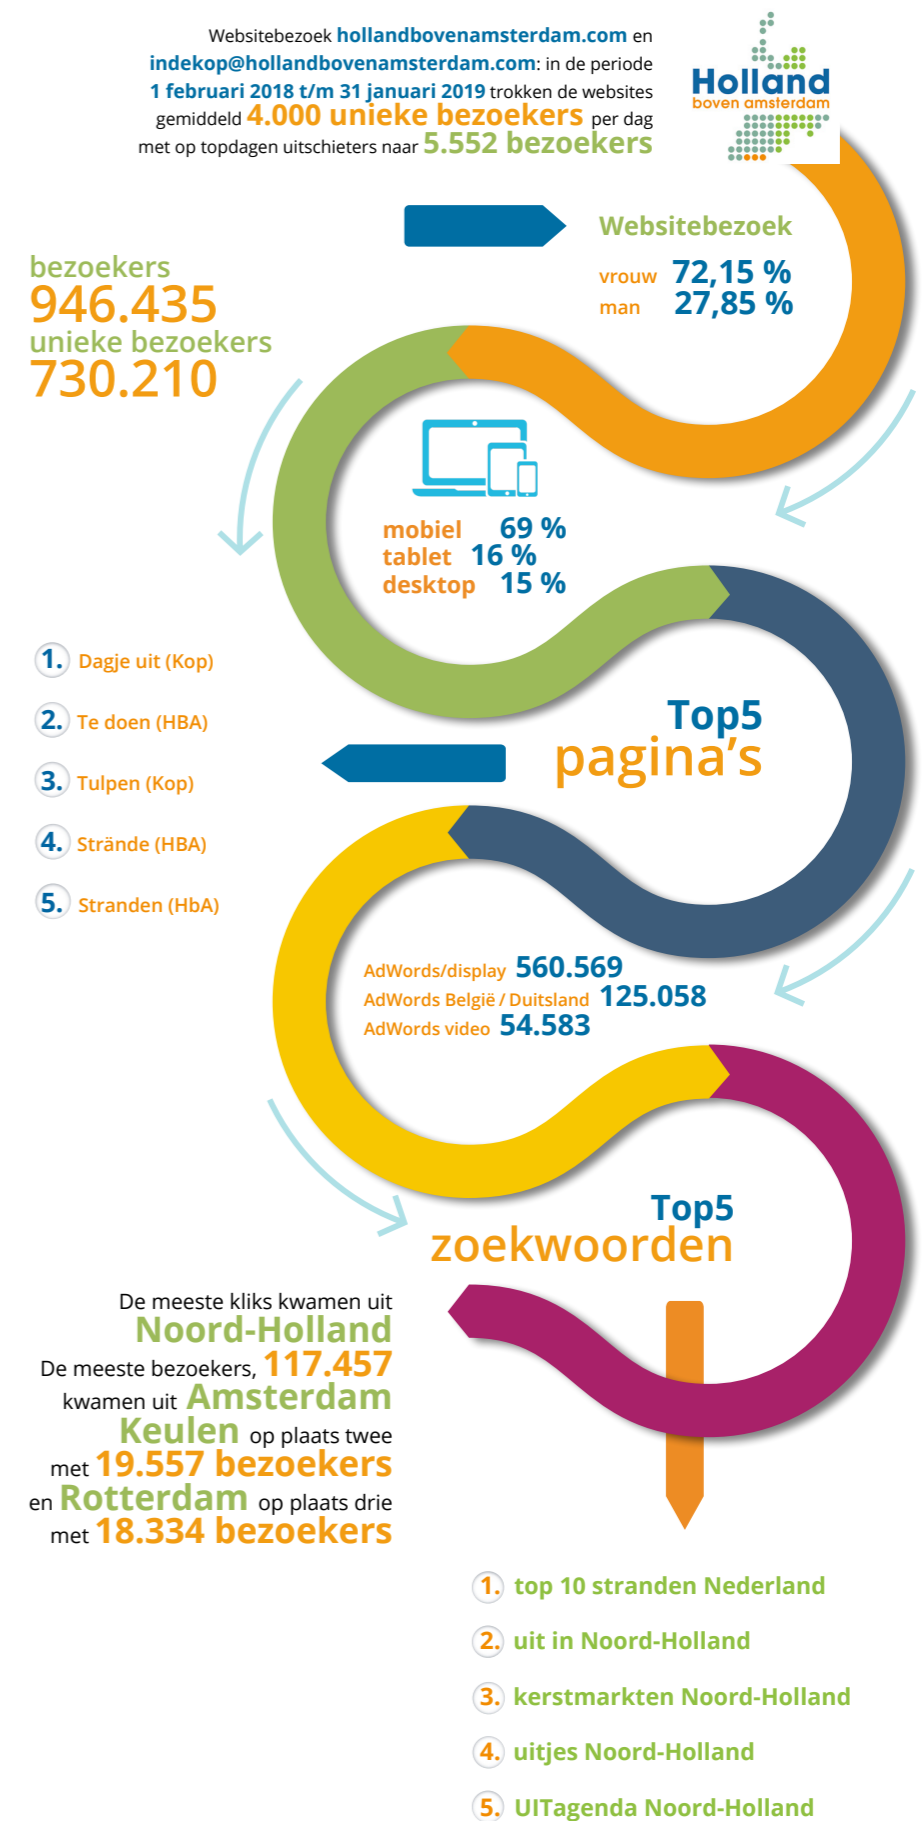 Websitebezoek hollandbovenamsterdam.com en
indekop@hollandbovenamsterdam.com: in de periode
1 februari 2018 t/m 31 januari 2019 trokken de websites
gemiddeld 4.000 unieke bezoekers per dag
met op topdagen uitschieters naar 5.552 bezoekers
Holland
boven amsterdam
Websitebezoek
vrouw 72,15 %
man 27,85 %
bezoekers
946.435
unieke bezoekers
730.210
mobiel 69 %
tablet 16 %
desktop 15 %
Top5
pagina's
1. Dagje uit (Kop)
2. Te doen (HBA)
3. Tulpen (Kop)
4. Strände (HBA)
5. Stranden (HbA)
AdWords/display 560.569
AdWords België / Duitsland 125.058
AdWords video 54.583
Top5
zoekwoorden
De meeste kliks kwamen uit
Noord-Holland
De meeste bezoekers, 117.457
kwamen uit Amsterdam
Keulen op plaats twee
met 19.557 bezoekers
en Rotterdam op plaats drie
met 18.334 bezoekers
1. top 10 stranden Nederland
2. uit in Noord-Holland
3. kerstmarkten Noord-Holland
4. uitjes Noord-Holland
5. UITagenda Noord-Holland